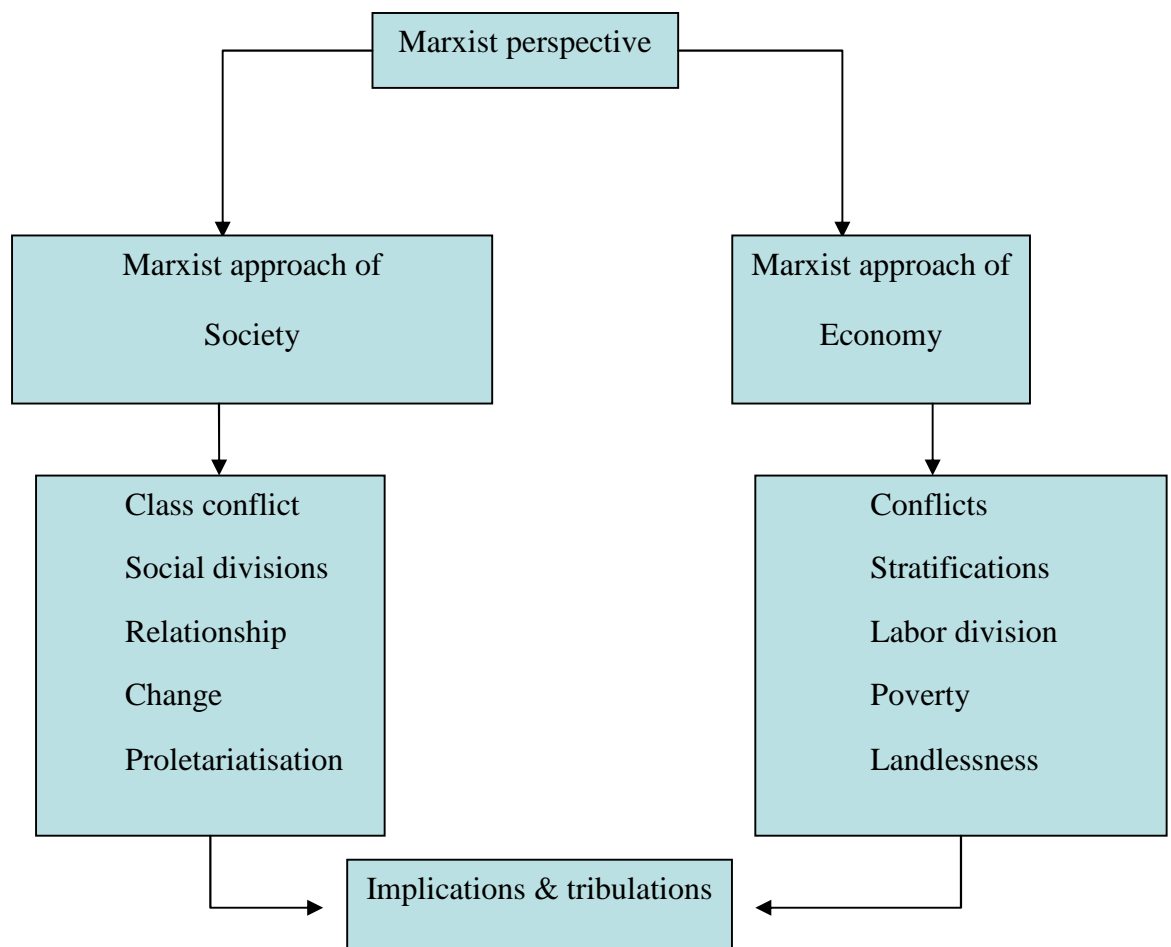 Marxist perspective
Marxist approach of
Society
Marxist approach of
Economy
Class conflict
Social divisions
Relationship
Change
Proletariatisation
Conflicts
Stratifications
Labor division
Poverty
Landlessness
Implications & tribulations